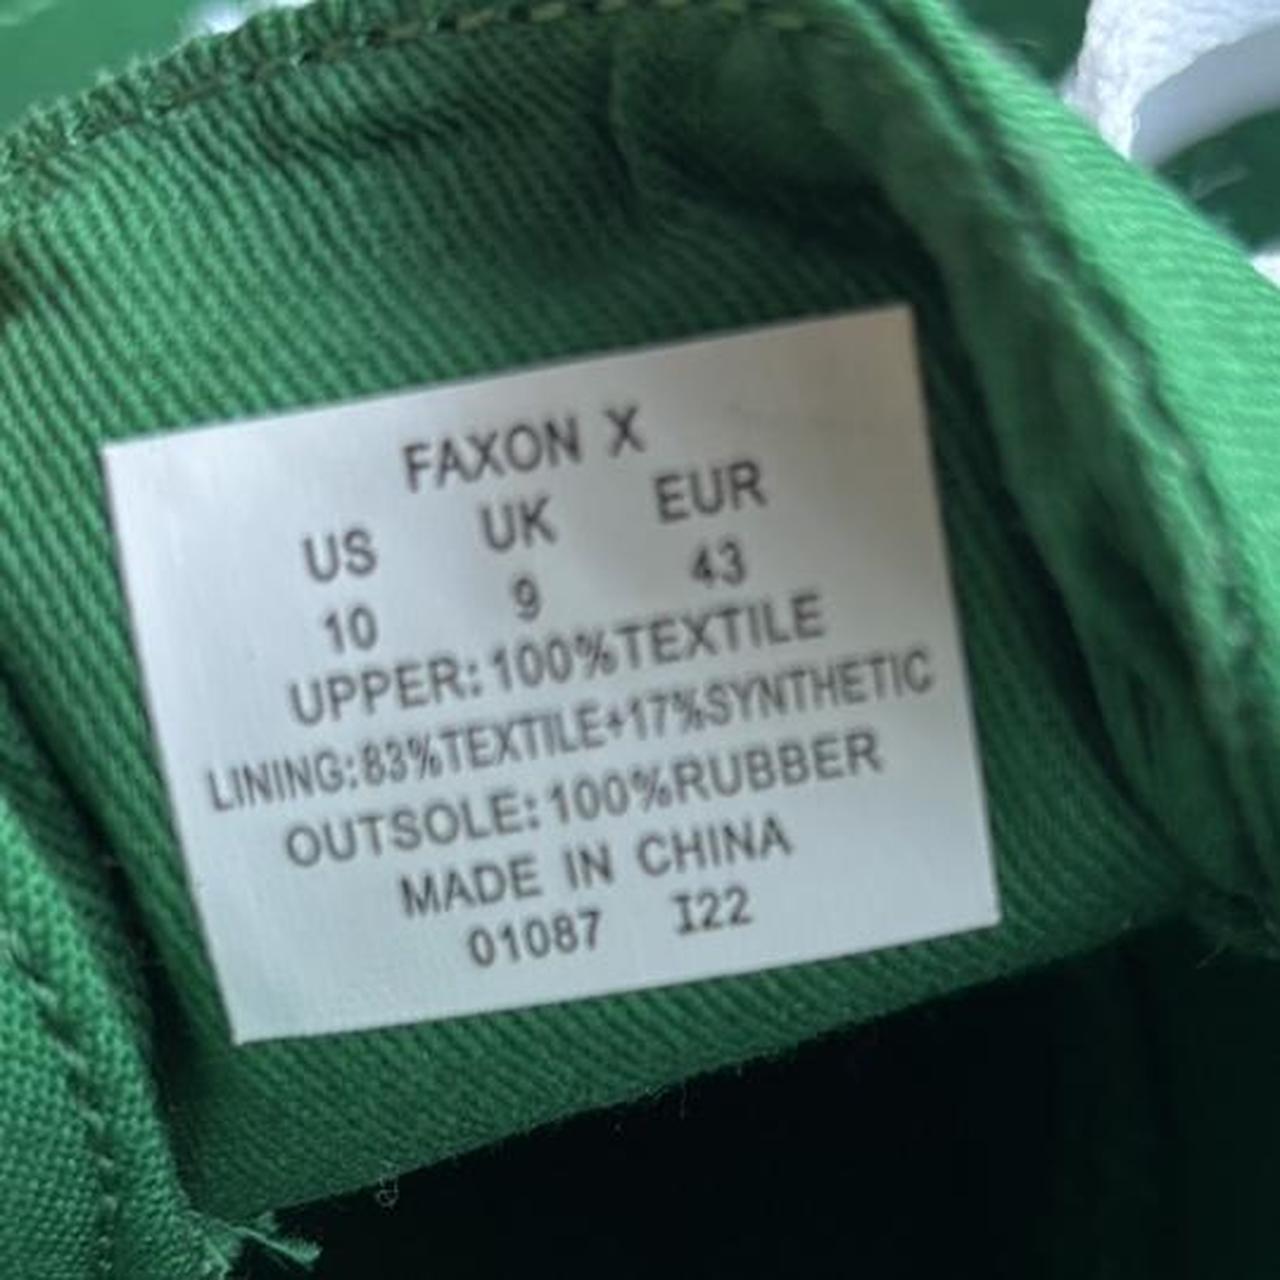 FAXON X
US UK EUR
10 9 43
UPPER: 100%TEXTILE
LINING:83%TEXTILE+17%SYNTHETIC
OUTSOLE: 100%RUBBER
MADE IN CHINA
01087 I22